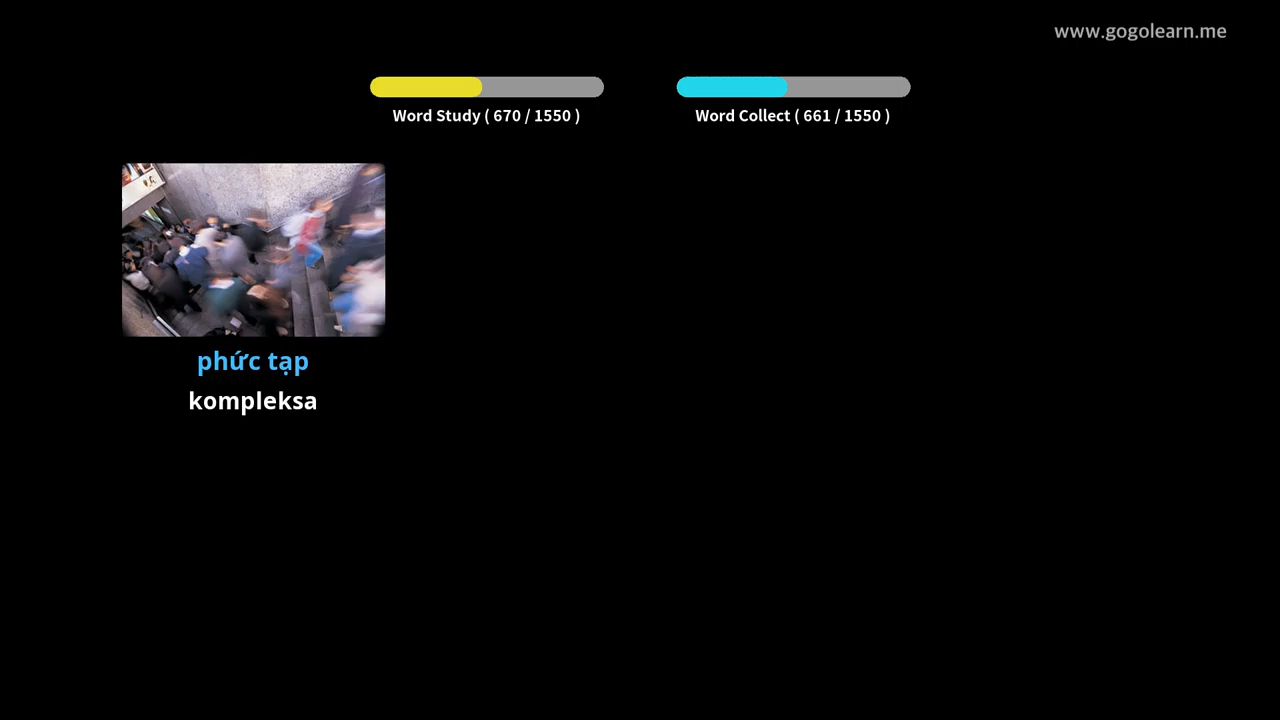 www.gogolearn.me
Word Study ( 670 / 1550 )
Word Collect ( 661 / 1550 )
phức tạp
kompleksa